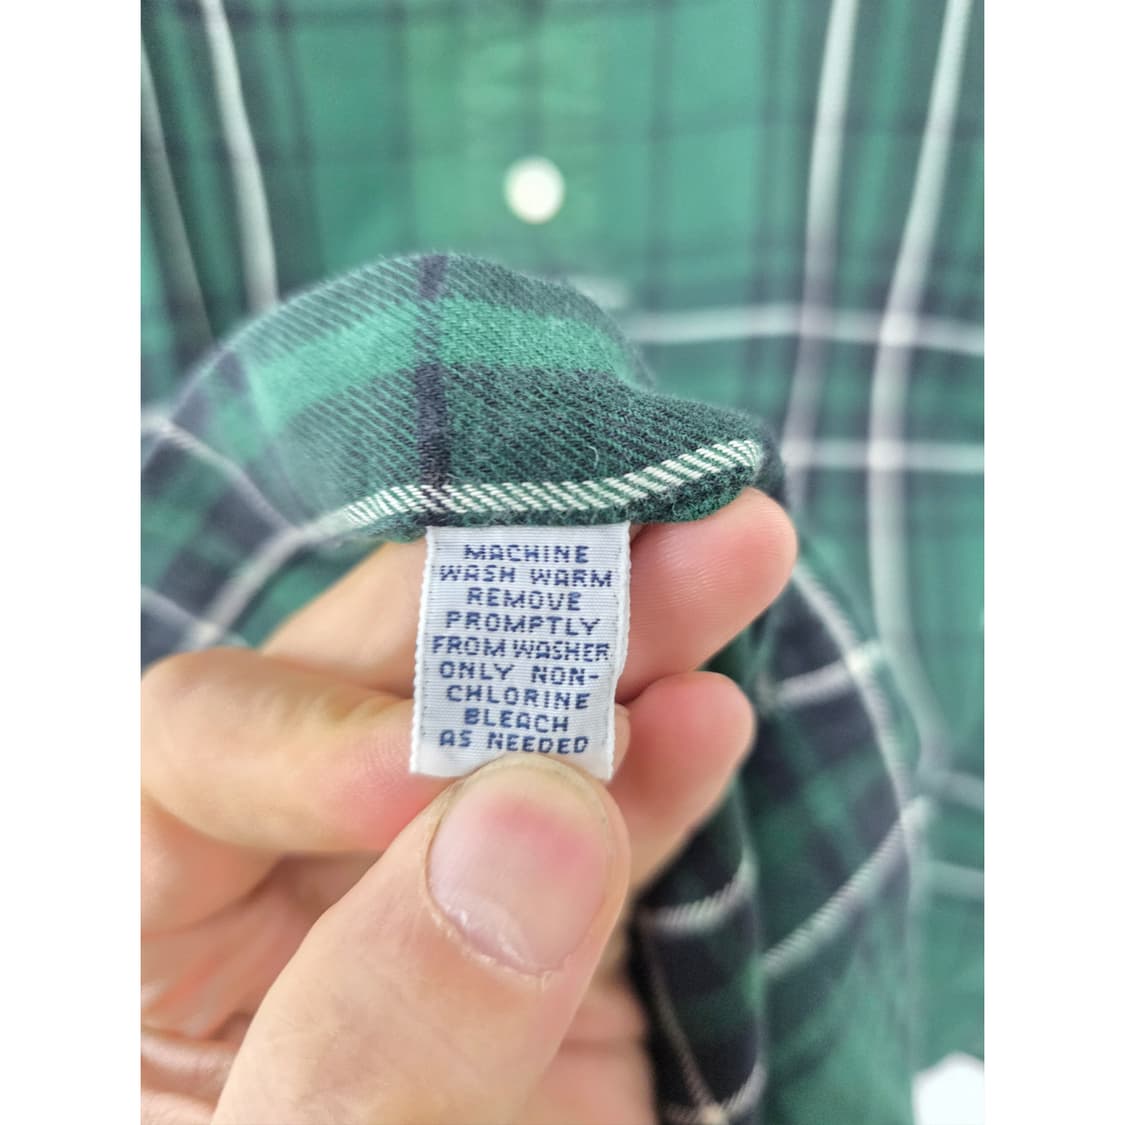 MACHINE
WASH WARM
REMOVE
PROMPTLY
FROM WASHER
ONLY NON-
CHLORINE
BLEACH
AS NEEDED